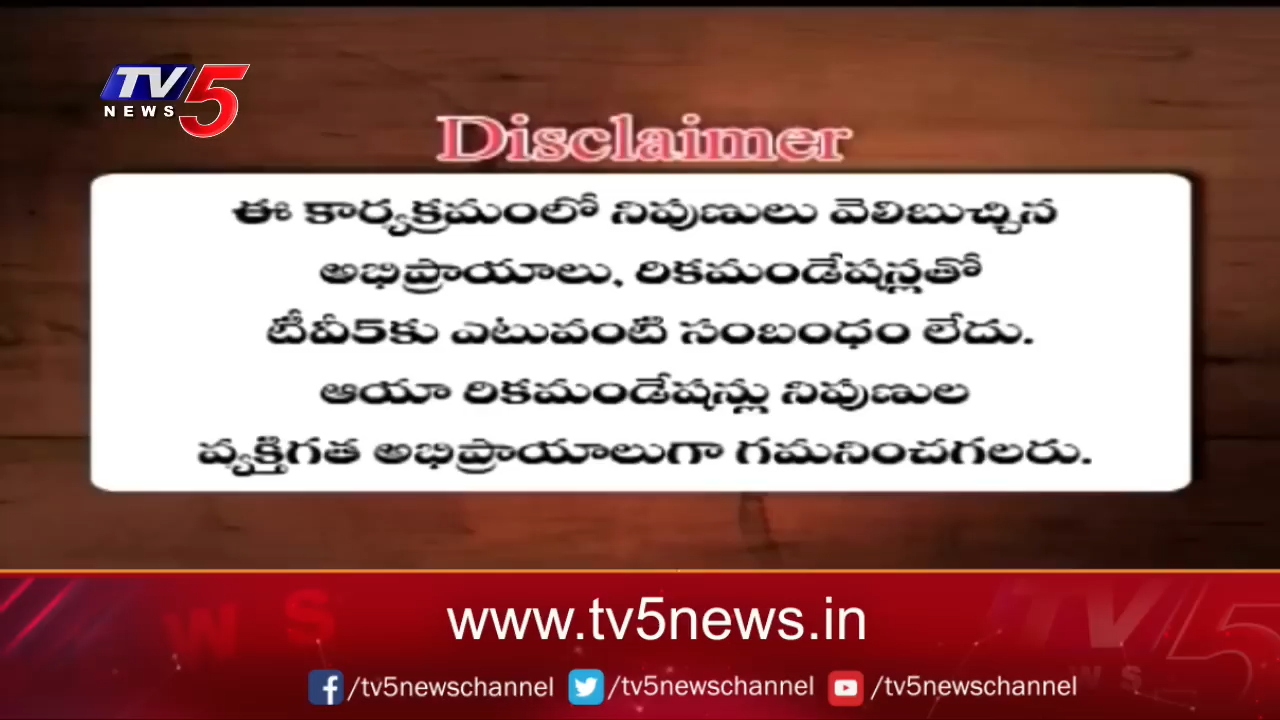 TV5
NEWS
Disclaimer
ఈ కార్యక్రమంలో నిపుణులు వెలిబుచ్చిన
అభిప్రాయాలు, రికమండేషన్లతో
టీవీ5కు ఎటువంటి సంబంధం లేదు.
ఆయా రికమండేషన్లు నిపుణుల
వ్యక్తిగత అభిప్రాయాలుగా గమనించగలరు.
www.tv5news.in
/tv5newschannel /tv5newschannel /tv5newschannel